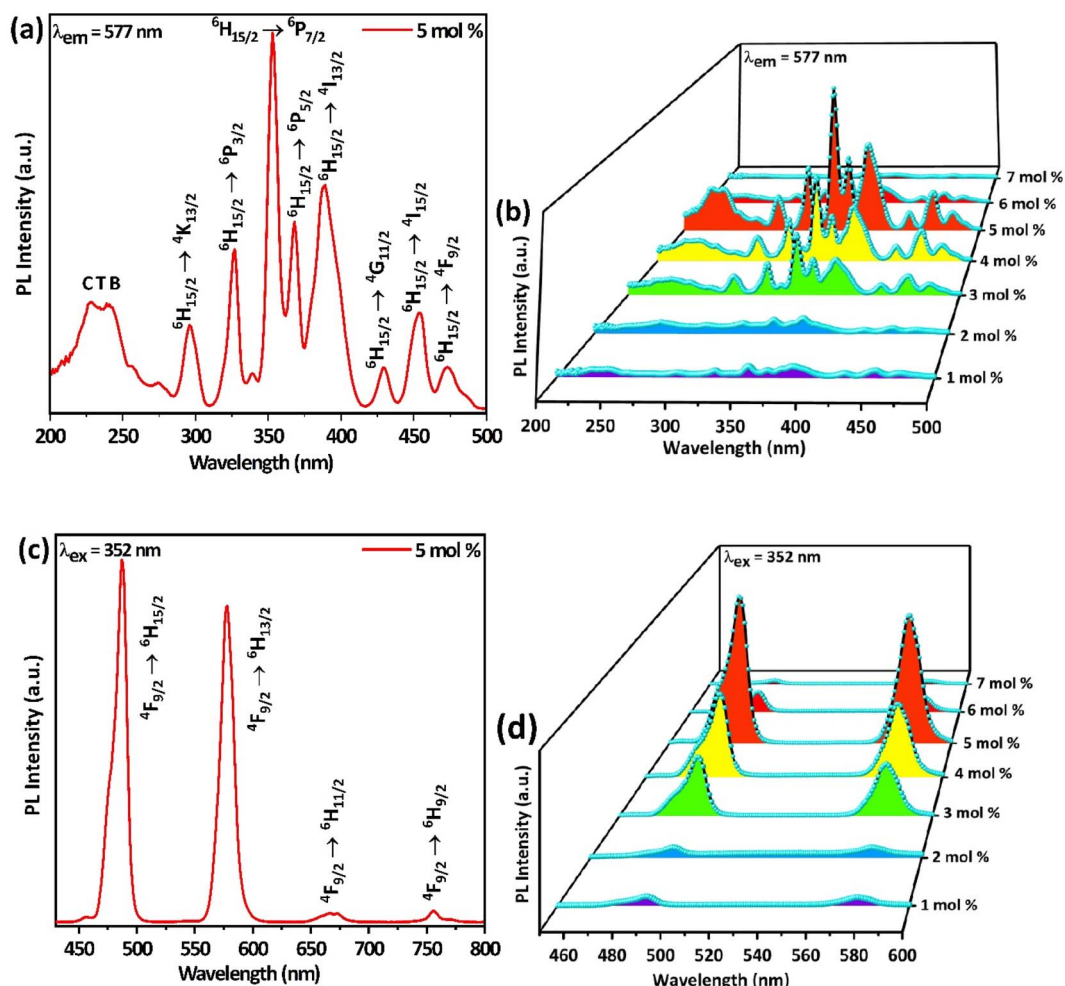 (a)
λem = 577 nm
5 mol %
CTB
⁶H₁₅/₂ → ⁴K₁₃/₂
⁶H₁₅/₂ → ⁶P₃/₂
⁶H₁₅/₂ → ⁶P₇/₂
⁶H₁₅/₂ → ⁶P₅/₂
⁶H₁₅/₂ → ⁴I₁₃/₂
⁶H₁₅/₂ → ⁴G₁₁/₂
⁶H₁₅/₂ → ⁴I₁₅/₂
⁶H₁₅/₂ → ⁴F₉/₂
PL Intensity (a.u.)
200 250 300 350 400 450 500
Wavelength (nm)
(b)
λem = 577 nm
7 mol %
6 mol %
5 mol %
4 mol %
3 mol %
2 mol %
1 mol %
PL Intensity (a.u.)
200 250 300 350 400 450 500
Wavelength (nm)
(c)
λex = 352 nm
5 mol %
⁴F₉/₂ → ⁶H₁₅/₂
⁴F₉/₂ → ⁶H₁₃/₂
⁴F₉/₂ → ⁶H₁₁/₂
⁴F₉/₂ → ⁶H₉/₂
PL Intensity (a.u.)
450 500 550 600 650 700 750 800
Wavelength (nm)
(d)
λex = 352 nm
7 mol %
6 mol %
5 mol %
4 mol %
3 mol %
2 mol %
1 mol %
PL Intensity (a.u.)
460 480 500 520 540 560 580 600
Wavelength (nm)